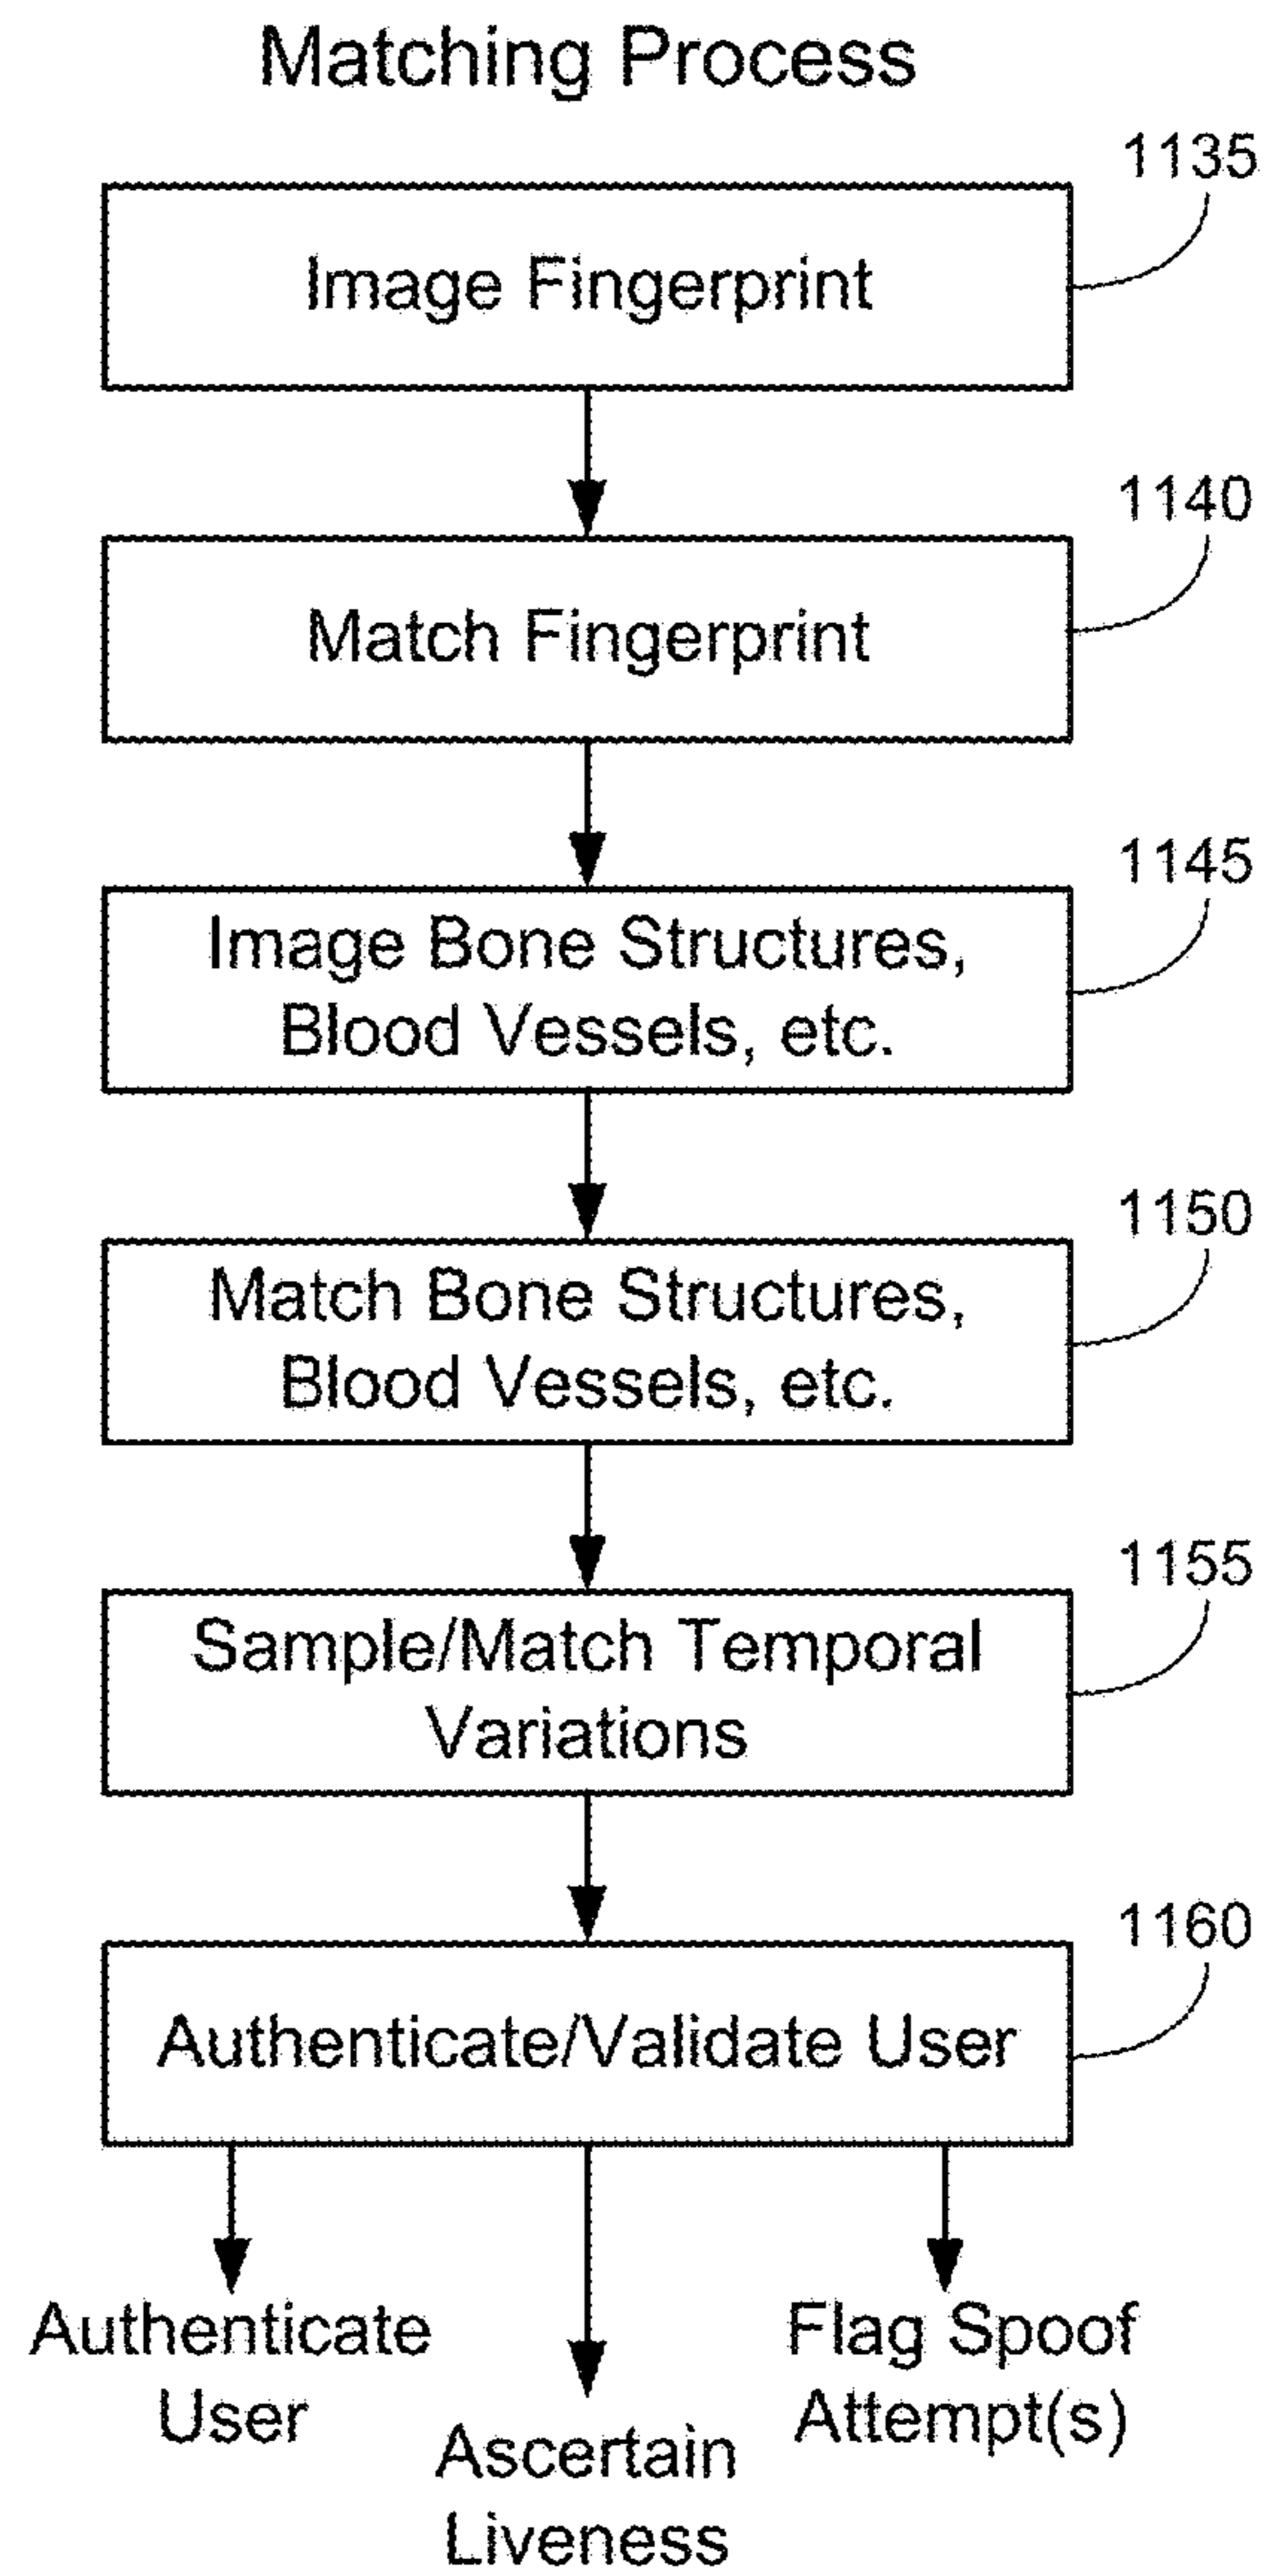 Matching Process
1135
Image Fingerprint
1140
Match Fingerprint
1145
Image Bone Structures,
Blood Vessels, etc.
1150
Match Bone Structures,
Blood Vessels, etc.
1155
Sample/Match Temporal
Variations
1160
Authenticate/Validate User
Authenticate
User
Ascertain
Liveness
Flag Spoof
Attempt(s)